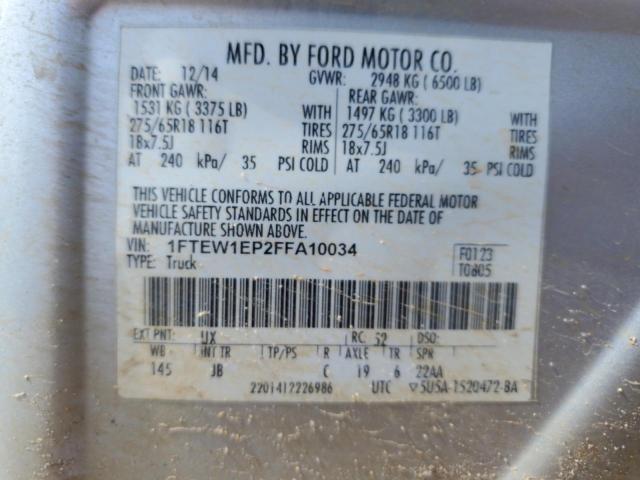 MFD. BY FORD MOTOR CO.
DATE: 12/14 GVWR: 2948 KG ( 6500 LB)
FRONT GAWR: REAR GAWR:
1531 KG ( 3375 LB) WITH 1497 KG ( 3300 LB) WITH
275/65R18 116T TIRES 275/65R18 116T TIRES
18x7.5J RIMS 18x7.5J RIMS
AT 240 kPa/ 35 PSI COLD AT 240 kPa/ 35 PSI COLD
THIS VEHICLE CONFORMS TO ALL APPLICABLE FEDERAL MOTOR
VEHICLE SAFETY STANDARDS IN EFFECT ON THE DATE OF
MANUFACTURE SHOWN ABOVE.
VIN: 1FTEW1EP2FFA10034 F0123
TYPE: Truck T0805
EXT PNT: UX RC: 52 DSO:
WB INT TR TP/PS R AXLE TR SPR
145 JB C 19 6 22AA
2201412226986 UTC ▽5U5A-1520472-BA